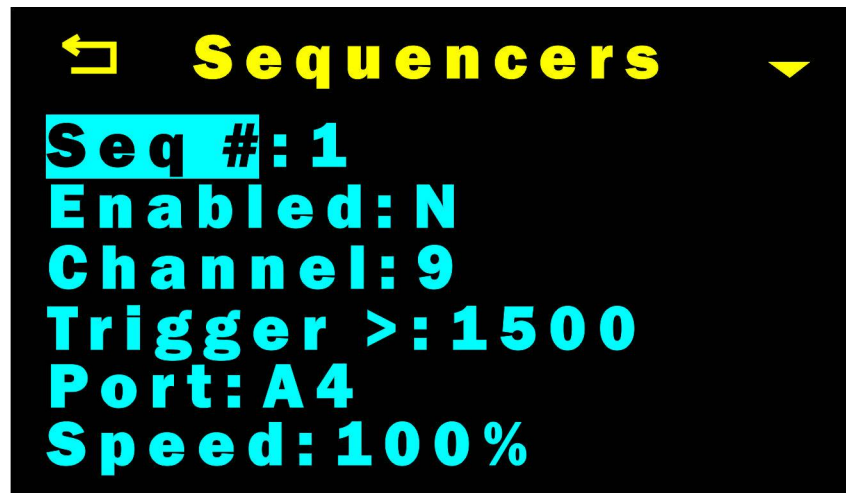 Sequencers
Seq #:1
Enabled:N
Channel:9
Trigger >:1500
Port:A4
Speed:100%